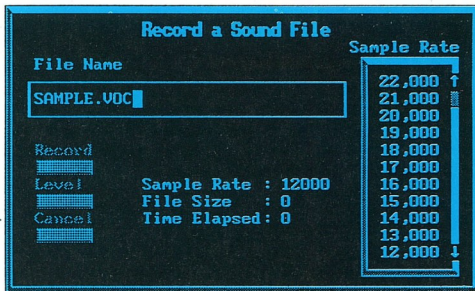 Record a Sound File
File Name
SAMPLE.VOC
Record
Level
Cancel
Sample Rate : 12000
File Size : 0
Time Elapsed: 0
Sample Rate
22,000
21,000
20,000
19,000
18,000
17,000
16,000
15,000
14,000
13,000
12,000